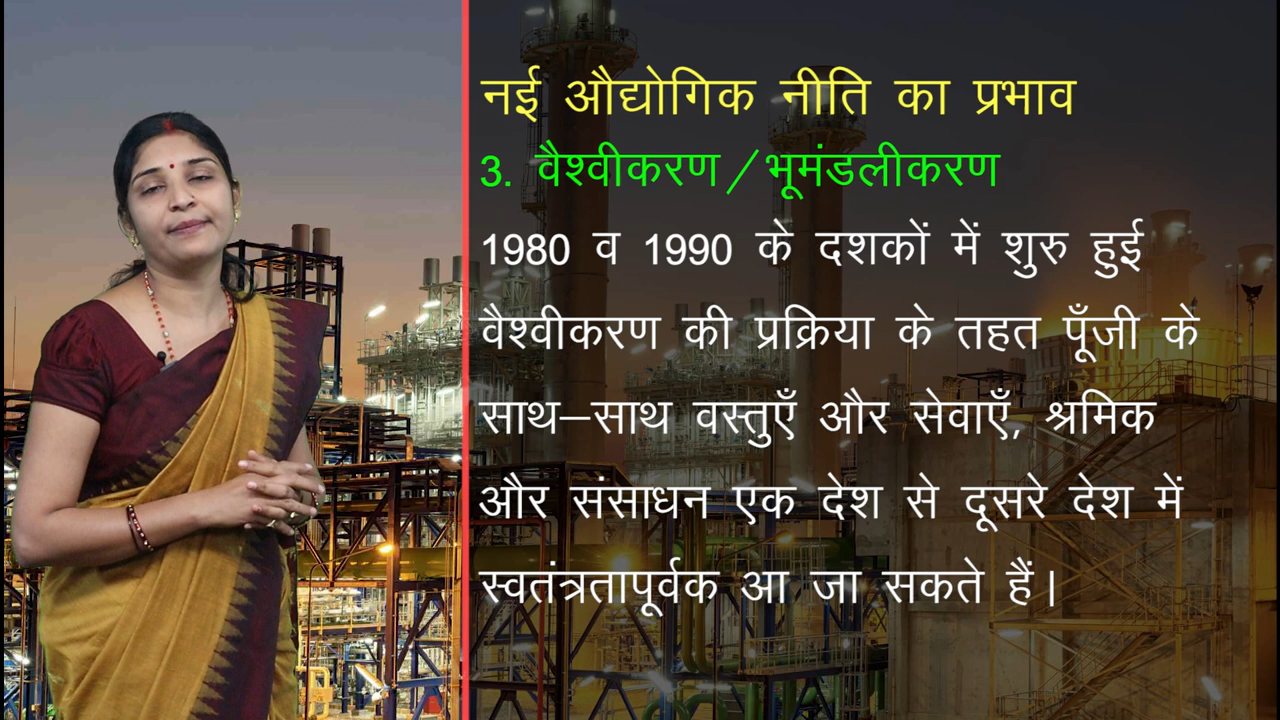 नई औद्योगिक नीति का प्रभाव
3. वैश्वीकरण/भूमंडलीकरण
1980 व 1990 के दशकों में शुरु हुई
वैश्वीकरण की प्रक्रिया के तहत पूँजी के
साथ–साथ वस्तुएँ और सेवाएँ, श्रमिक
और संसाधन एक देश से दूसरे देश में
स्वतंत्रतापूर्वक आ जा सकते हैं।